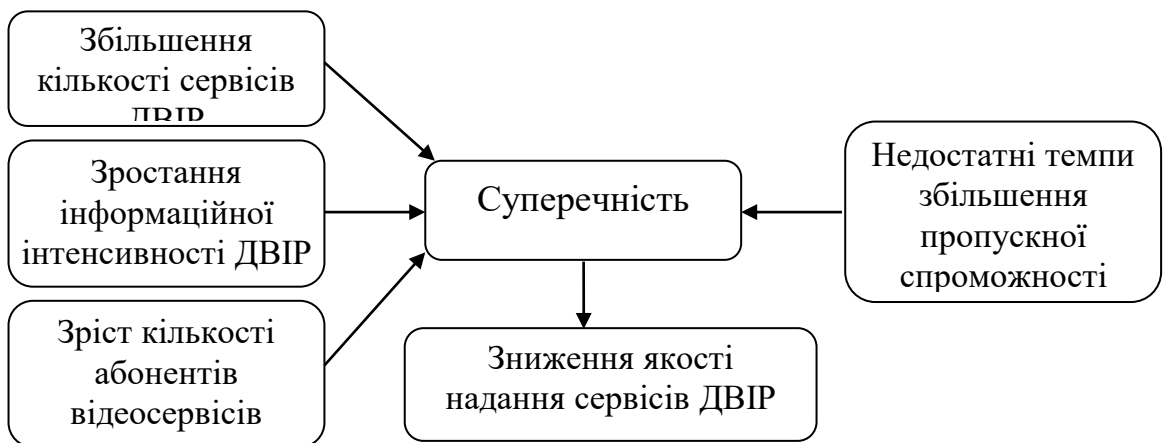 Збільшення
кількості сервісів
ДВІР
Зростання
інформаційної
інтенсивності ДВІР
Зріст кількості
абонентів
відеосервісів
Суперечність
Недостатні темпи
збільшення
пропускної
спроможності
Зниження якості
надання сервісів ДВІР